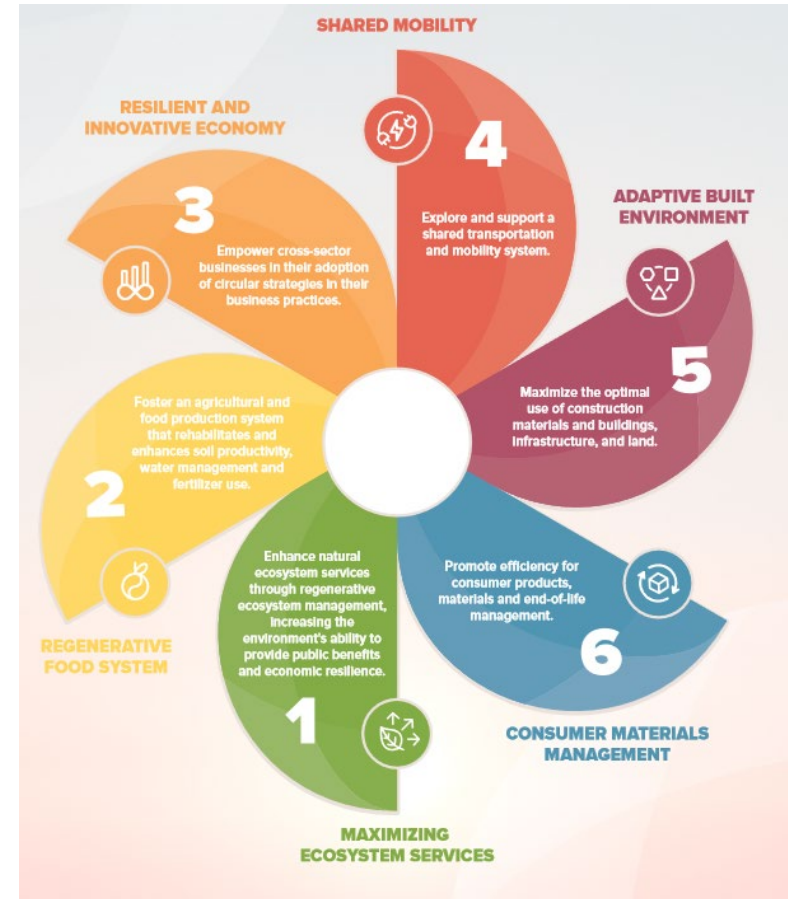 SHARED MOBILITY
4
Explore and support a
shared transportation
and mobility system.
RESILIENT AND
INNOVATIVE ECONOMY
3
Empower cross-sector
businesses in their adoption
of circular strategies in their
business practices.
ADAPTIVE BUILT
ENVIRONMENT
5
Maximize the optimal
use of construction
materials and buildings,
infrastructure, and land.
Foster an agricultural and
food production system
that rehabilitates and
enhances soil productivity,
water management and
fertilizer use.
2
REGENERATIVE
FOOD SYSTEM
Enhance natural
ecosystem services
through regenerative
ecosystem management,
increasing the
environment's ability to
provide public benefits
and economic resilience.
1
MAXIMIZING
ECOSYSTEM SERVICES
Promote efficiency for
consumer products,
materials and end-of-life
management.
6
CONSUMER MATERIALS
MANAGEMENT